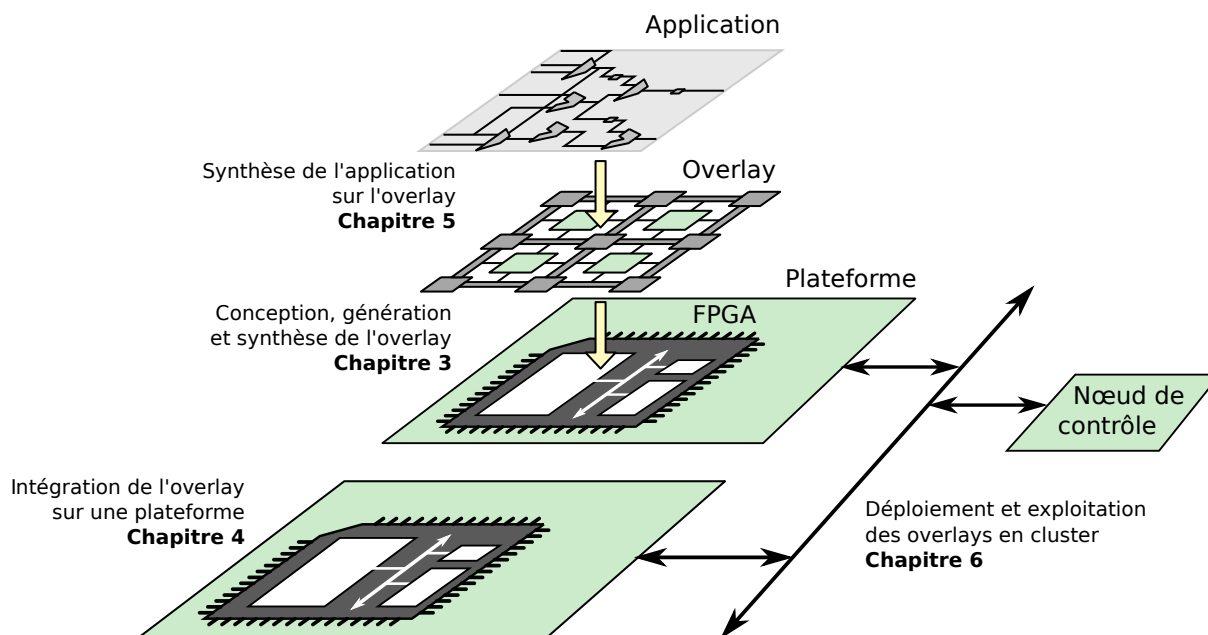 Application
Synthèse de l'application
sur l'overlay
Chapitre 5
Overlay
Plateforme
Conception, génération
et synthèse de l'overlay
Chapitre 3
FPGA
Nœud de
contrôle
Intégration de l'overlay
sur une plateforme
Chapitre 4
Déploiement et exploitation
des overlays en cluster
Chapitre 6